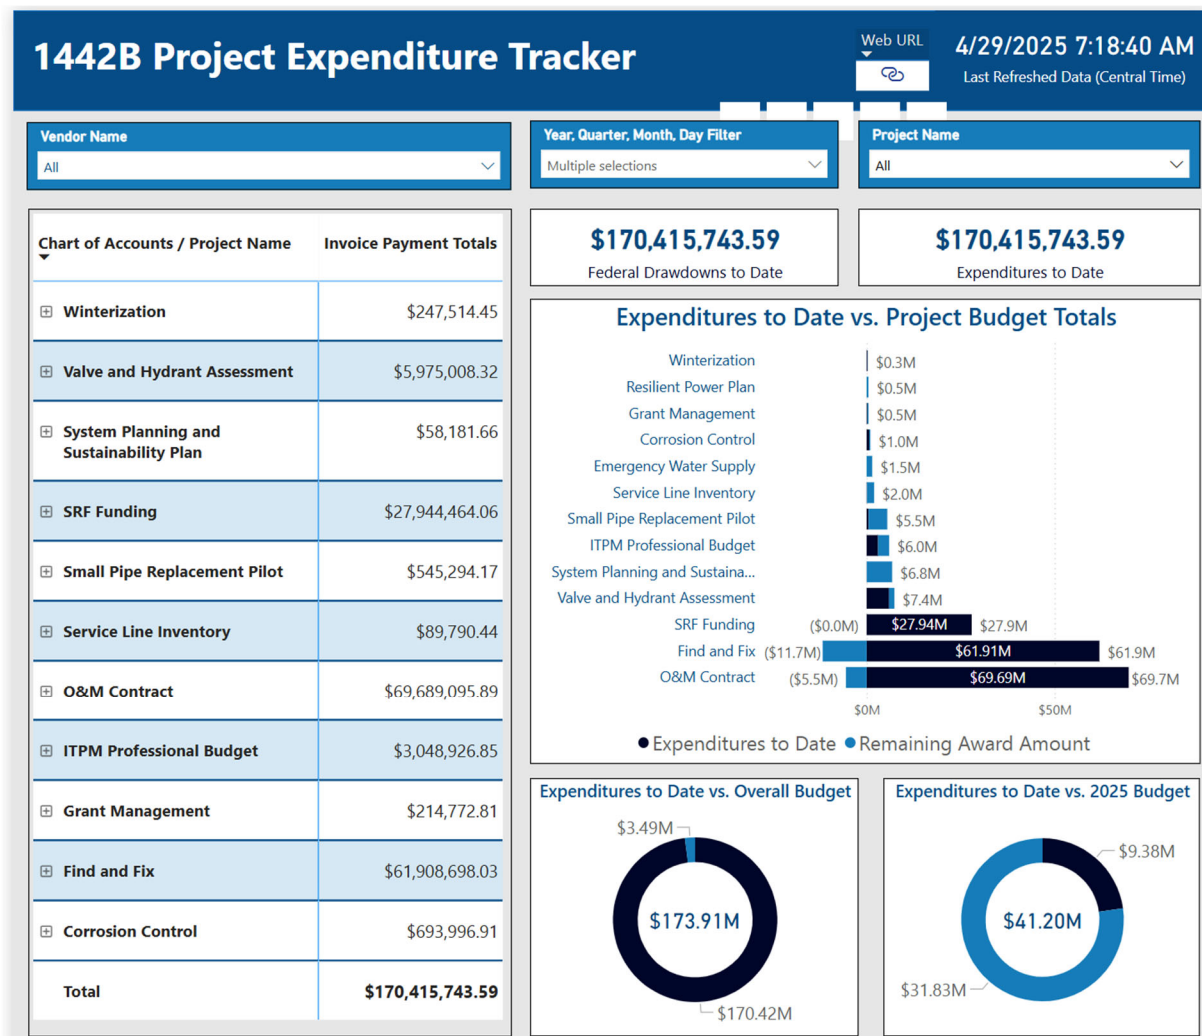 1442B Project Expenditure Tracker
Web URL
4/29/2025 7:18:40 AM
Last Refreshed Data (Central Time)
Vendor Name
All
Year, Quarter, Month, Day Filter
Multiple selections
Project Name
All
Chart of Accounts / Project Name Invoice Payment Totals
Winterization $247,514.45
Valve and Hydrant Assessment $5,975,008.32
System Planning and $58,181.66
Sustainability Plan
SRF Funding $27,944,464.06
Small Pipe Replacement Pilot $545,294.17
Service Line Inventory $89,790.44
O&M Contract $69,689,095.89
ITPM Professional Budget $3,048,926.85
Grant Management $214,772.81
Find and Fix $61,908,698.03
Corrosion Control $693,996.91
Total $170,415,743.59
$170,415,743.59
Federal Drawdowns to Date
$170,415,743.59
Expenditures to Date
Expenditures to Date vs. Project Budget Totals
Winterization $0.3M
Resilient Power Plan $0.5M
Grant Management $0.5M
Corrosion Control $1.0M
Emergency Water Supply $1.5M
Service Line Inventory $2.0M
Small Pipe Replacement Pilot $5.5M
ITPM Professional Budget $6.0M
System Planning and Sustaina... $6.8M
Valve and Hydrant Assessment $7.4M
SRF Funding ($0.0M) $27.94M $27.9M
Find and Fix ($11.7M) $61.91M $61.9M
O&M Contract ($5.5M) $69.69M $69.7M
$0M $50M
Expenditures to Date Remaining Award Amount
Expenditures to Date vs. Overall Budget
$3.49M
$173.91M
$170.42M
Expenditures to Date vs. 2025 Budget
$9.38M
$41.20M
$31.83M